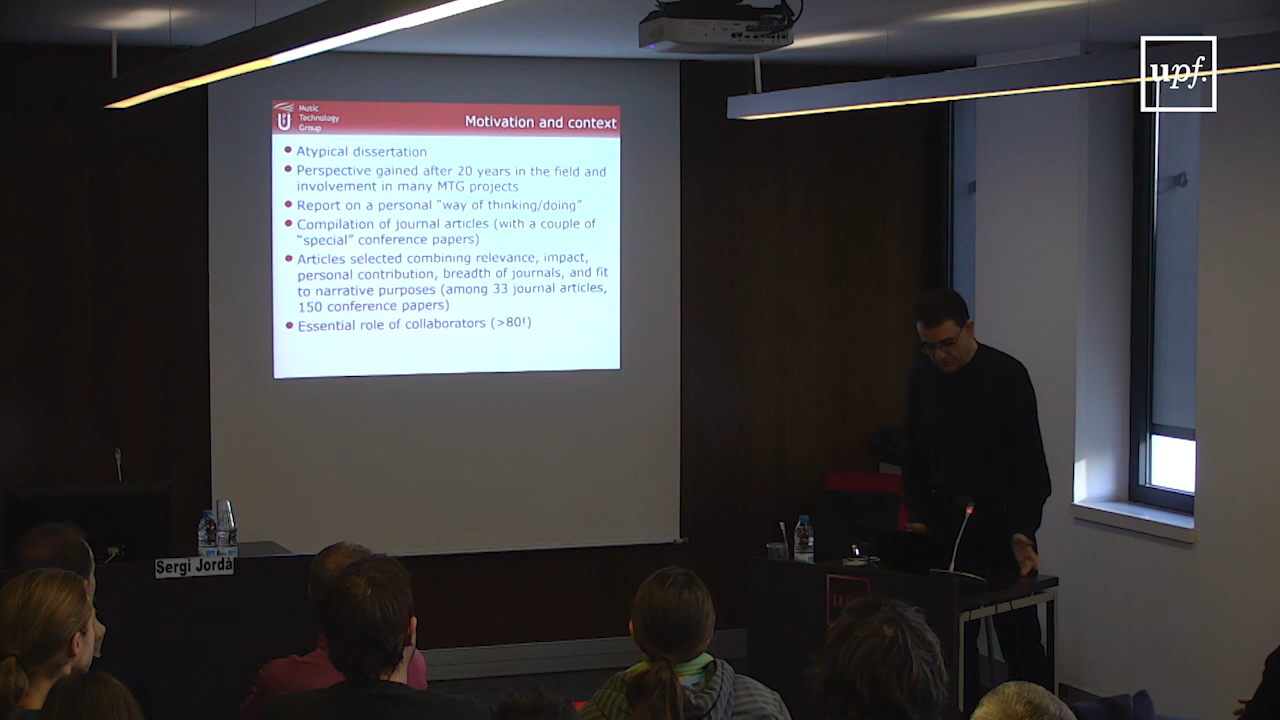 upf.
Music
Technology
Group
Motivation and context
Atypical dissertation
Perspective gained after 20 years in the field and
involvement in many MTG projects
Report on a personal “way of thinking/doing”
Compilation of journal articles (with a couple of
“special” conference papers)
Articles selected combining relevance, impact,
personal contribution, breadth of journals, and fit
to narrative purposes (among 33 journal articles,
150 conference papers)
Essential role of collaborators (>80!)
Sergi Jordà
upf.